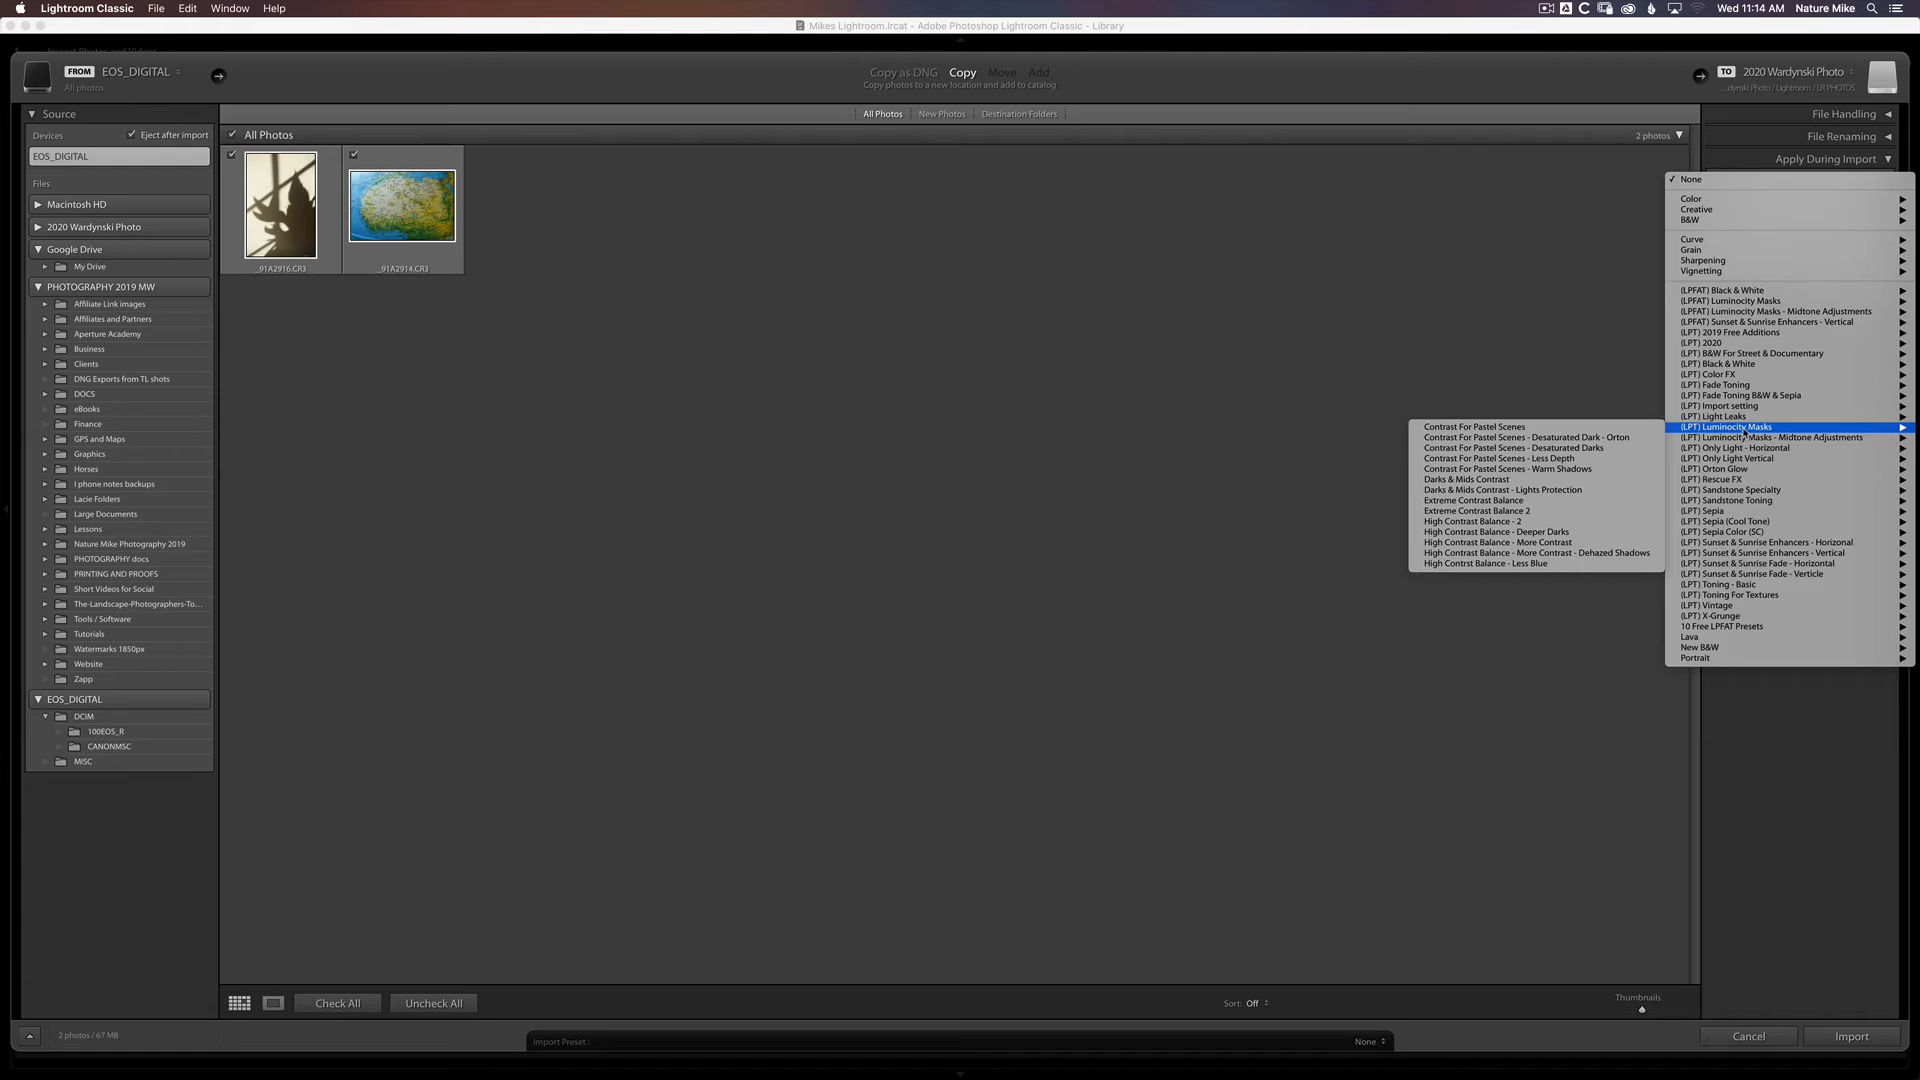 Lightroom Classic File Edit Window Help
Wed 11:14 AM Nature Mike
Mikes Lightroom.lrcat - Adobe Photoshop Lightroom Classic - Library
Import Photos and Videos
FROM EOS_DIGITAL
All photos
Copy as DNG Copy Move Add
Copy photos to a new location and add to catalog
TO 2020 Wardynski Photo
...dynski Photo / Lightroom / LR PHOTOS
Source
Devices Eject after import
EOS_DIGITAL
Files
Macintosh HD
2020 Wardynski Photo
Google Drive
My Drive
PHOTOGRAPHY 2019 MW
Affiliate Link images
Affiliates and Partners
Aperture Academy
Business
Clients
DNG Exports from TL shots
DOCS
eBooks
Finance
GPS and Maps
Graphics
Horses
I phone notes backups
Lacie Folders
Large Documents
Lessons
Nature Mike Photography 2019
PHOTOGRAPHY docs
PRINTING AND PROOFS
Short Videos for Social
The-Landscape-Photographers-To...
Tools / Software
Tutorials
Watermarks 1850px
Website
Zapp
EOS_DIGITAL
DCIM
100EOS_R
CANONMSC
MISC
All Photos New Photos Destination Folders
All Photos
2 photos
_91A2916.CR3
_91A2914.CR3
File Handling
File Renaming
Apply During Import
None
Color
Creative
B&W
Curve
Grain
Sharpening
Vignetting
(LPFAT) Black & White
(LPFAT) Luminocity Masks
(LPFAT) Luminocity Masks - Midtone Adjustments
(LPFAT) Sunset & Sunrise Enhancers - Vertical
(LPT) 2019 Free Additions
(LPT) 2020
(LPT) B&W For Street & Documentary
(LPT) Black & White
(LPT) Color FX
(LPT) Fade Toning
(LPT) Fade Toning B&W & Sepia
(LPT) Import setting
(LPT) Light Leaks
(LPT) Luminocity Masks
(LPT) Luminocity Masks - Midtone Adjustments
(LPT) Only Light - Horizontal
(LPT) Only Light Vertical
(LPT) Orton Glow
(LPT) Rescue FX
(LPT) Sandstone Specialty
(LPT) Sandstone Toning
(LPT) Sepia
(LPT) Sepia (Cool Tone)
(LPT) Sepia Color (SC)
(LPT) Sunset & Sunrise Enhancers - Horizonal
(LPT) Sunset & Sunrise Enhancers - Vertical
(LPT) Sunset & Sunrise Fade - Horizontal
(LPT) Sunset & Sunrise Fade - Verticle
(LPT) Toning - Basic
(LPT) Toning For Textures
(LPT) Vintage
(LPT) X-Grunge
10 Free LPFAT Presets
Lava
New B&W
Portrait
Contrast For Pastel Scenes
Contrast For Pastel Scenes - Desaturated Dark - Orton
Contrast For Pastel Scenes - Desaturated Darks
Contrast For Pastel Scenes - Less Depth
Contrast For Pastel Scenes - Warm Shadows
Darks & Mids Contrast
Darks & Mids Contrast - Lights Protection
Extreme Contrast Balance
Extreme Contrast Balance 2
High Contrast Balance - 2
High Contrast Balance - Deeper Darks
High Contrast Balance - More Contrast
High Contrast Balance - More Contrast - Dehazed Shadows
High Contrst Balance - Less Blue
Check All Uncheck All
Sort: Off
Thumbnails
2 photos / 67 MB
Import Preset : None
Cancel Import